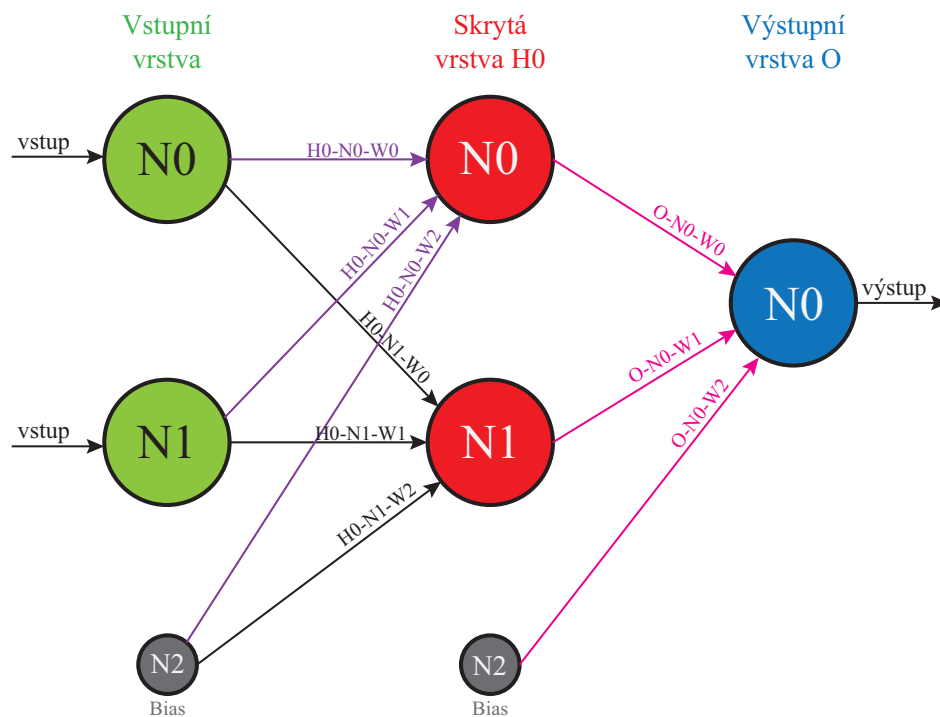 Vstupní
vrstva
Skrytá
vrstva H0
Výstupní
vrstva O
vstup
N0
H0-N0-W0
N0
O-N0-W0
H0-N0-W1
H0-N0-W2
H0-N1-W0
N0
výstup
O-N0-W1
O-N0-W2
vstup
N1
H0-N1-W1
N1
H0-N1-W2
N2
Bias
N2
Bias